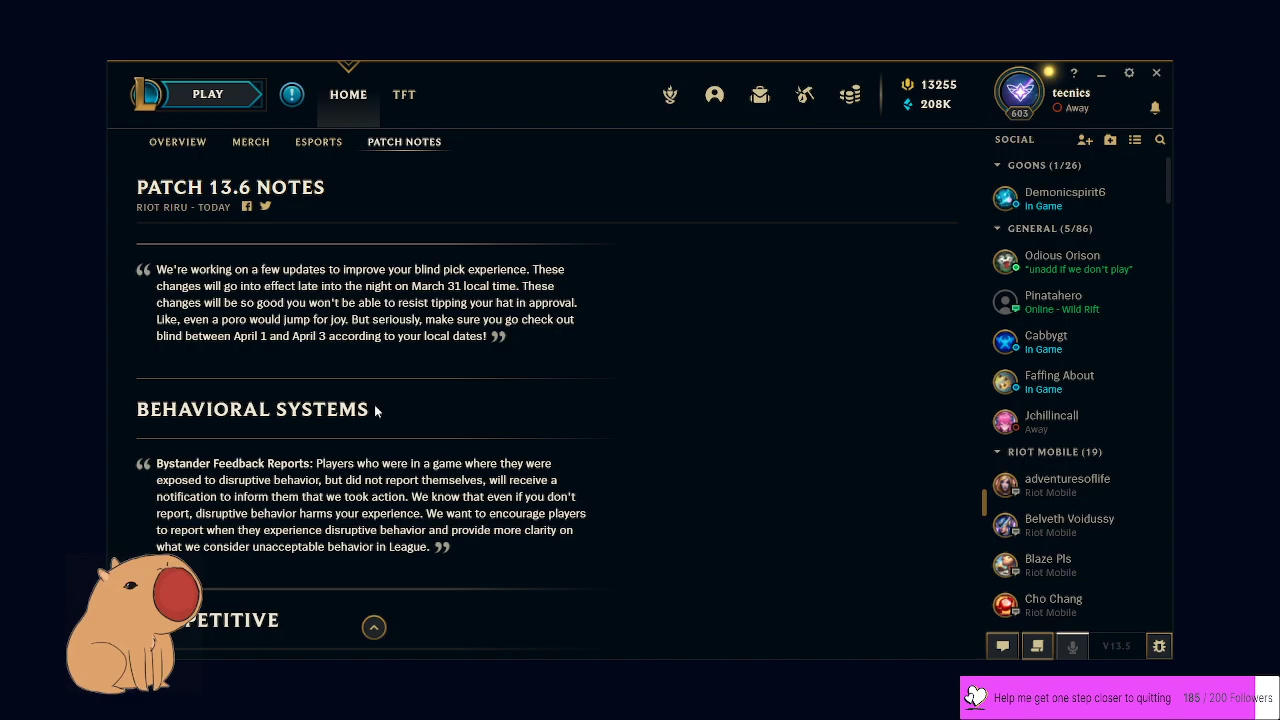 PLAY
HOME
TFT
13255
208K
603
tecnics
Away
?
OVERVIEW
MERCH
ESPORTS
PATCH NOTES
PATCH 13.6 NOTES
RIOT RIRU - TODAY
We're working on a few updates to improve your blind pick experience. These
changes will go into effect late into the night on March 31 local time. These
changes will be so good you won't be able to resist tipping your hat in approval.
Like, even a poro would jump for joy. But seriously, make sure you go check out
blind between April 1 and April 3 according to your local dates!
BEHAVIORAL SYSTEMS
Bystander Feedback Reports: Players who were in a game where they were
exposed to disruptive behavior, but did not report themselves, will receive a
notification to inform them that we took action. We know that even if you don't
report, disruptive behavior harms your experience. We want to encourage players
to report when they experience disruptive behavior and provide more clarity on
what we consider unacceptable behavior in League.
PETITIVE
SOCIAL
GOONS (1/26)
Demonicspirit6
In Game
GENERAL (5/86)
Odious Orison
"unadd if we don't play"
Pinatahero
Online - Wild Rift
Cabbygt
In Game
Faffing About
In Game
Jchillincall
Away
RIOT MOBILE (19)
adventuresoflife
Riot Mobile
Belveth Voidussy
Riot Mobile
Blaze Pls
Riot Mobile
Cho Chang
Riot Mobile
V13.5
Help me get one step closer to quitting 185 / 200 Followers